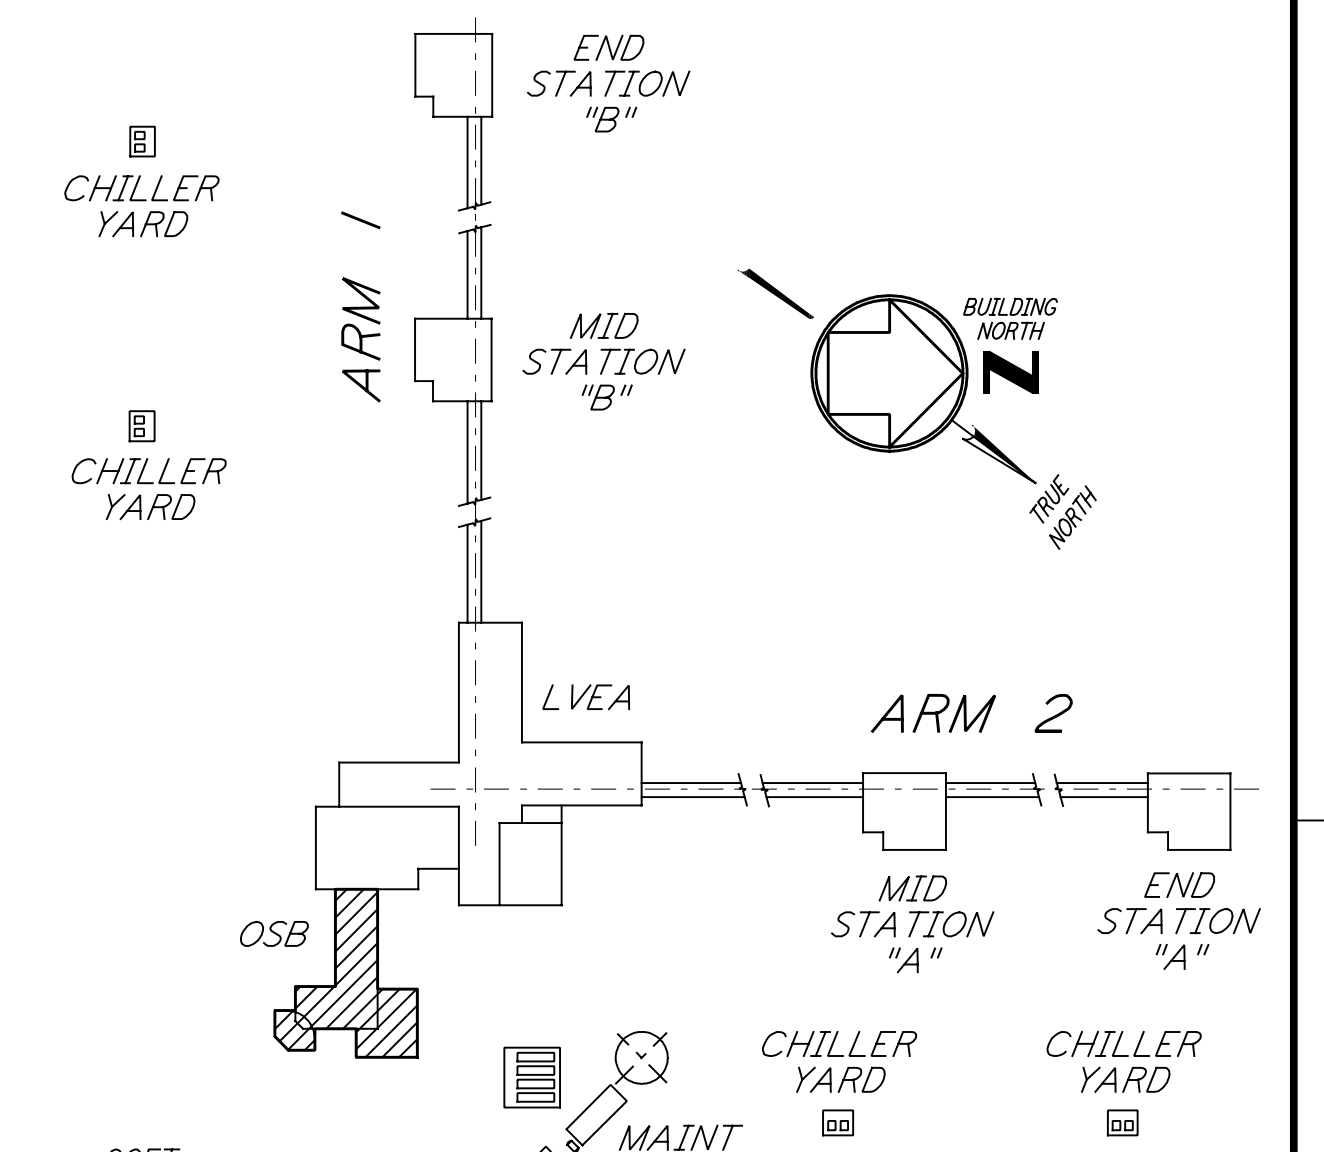 END
STATION
"B"
CHILLER
YARD
ARM 1
BUILDING
NORTH
N
MID
STATION
"B"
CHILLER
YARD
TRUE
NORTH
LVEA
ARM 2
MID
STATION
"A"
END
STATION
"A"
OSB
CHILLER
YARD
CHILLER
YARD
MAINT